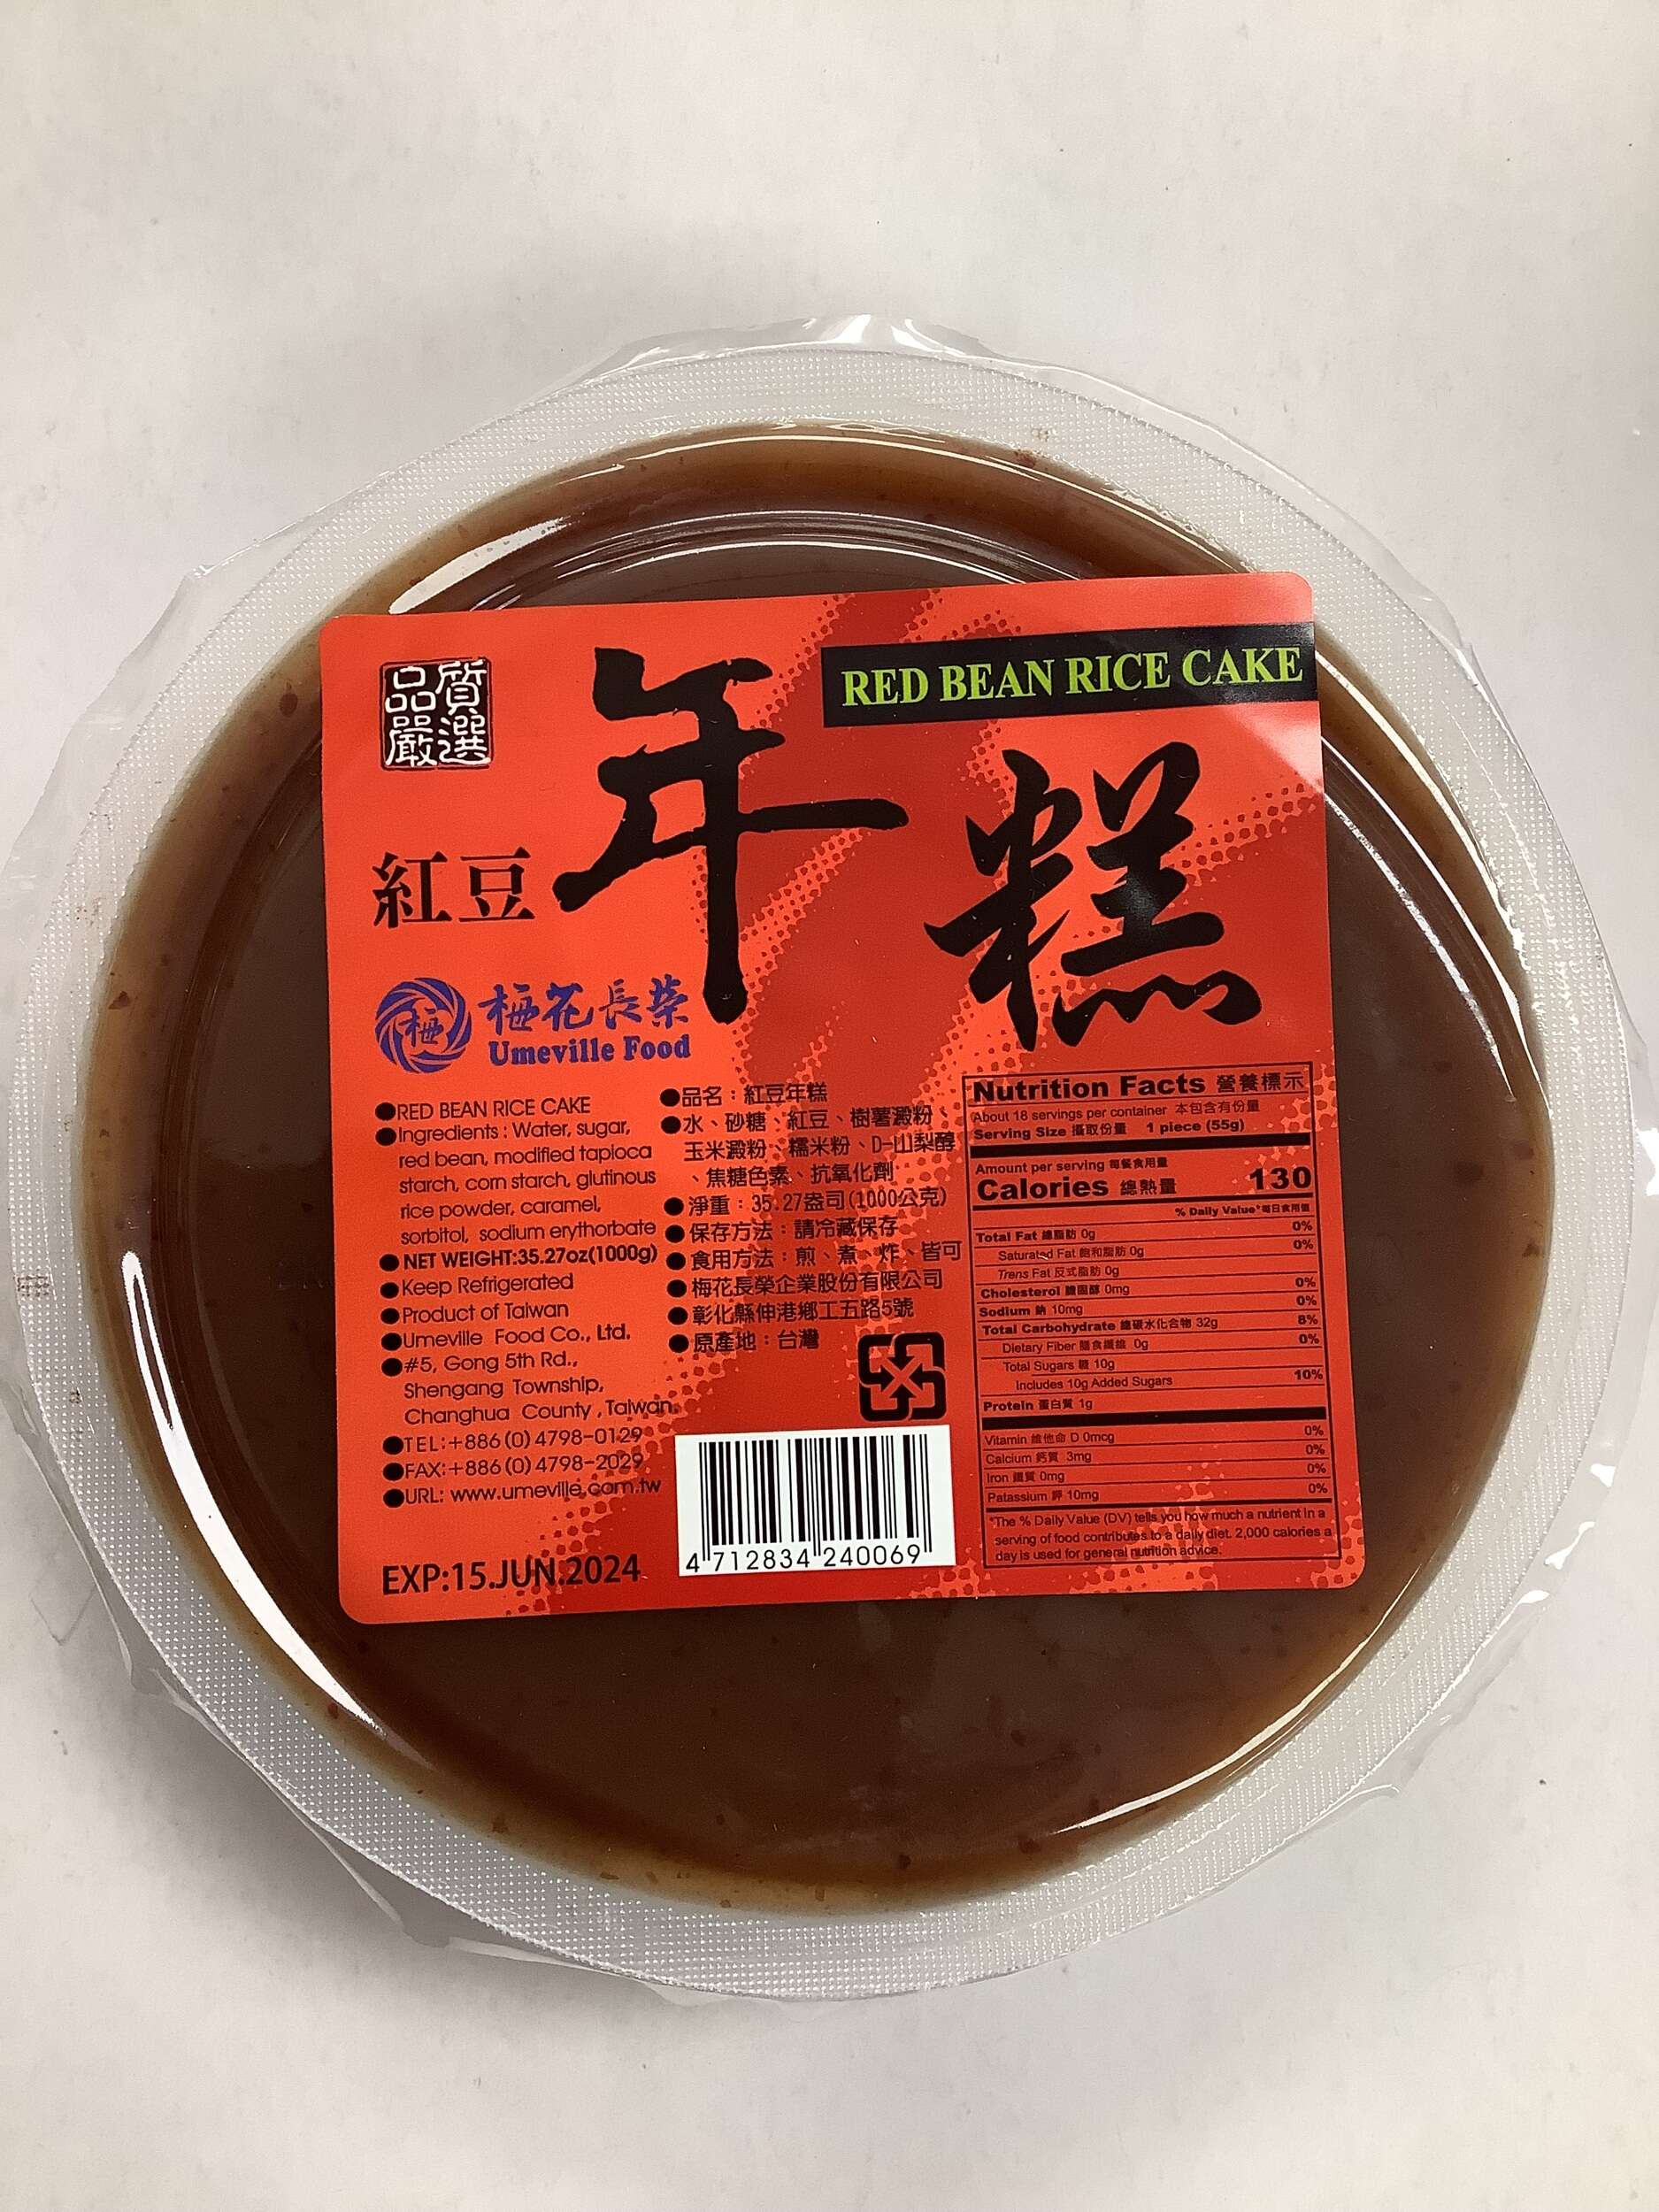 RED BEAN RICE CAKE
品質
嚴選
年糕
紅豆
梅
梅花長榮
Umeville Food
●RED BEAN RICE CAKE
●Ingredients : Water, sugar,
red bean, modified tapioca
starch, corn starch, glutinous
rice powder, caramel,
sorbitol, sodium erythorbate
●NET WEIGHT:35.27oz(1000g)
●Keep Refrigerated
●Product of Taiwan
●Umeville Food Co., Ltd.
●#5, Gong 5th Rd.,
Shengang Township,
Changhua County , Taiwan
●TEL:+886(0)4798-0129
●FAX:+886(0)4798-2029
●URL: www.umeville.com.tw
EXP:15.JUN.2024
●品名：紅豆年糕
●水、砂糖、紅豆、樹薯澱粉、
玉米澱粉、糯米粉、D-山梨醇
、焦糖色素、抗氧化劑
●淨重：35.27盎司(1000公克)
●保存方法：請冷藏保存
●食用方法：煎、煮、炸、皆可
●梅花長榮企業股份有限公司
●彰化縣伸港鄉工五路5號
●原產地：台灣
4 712834 240069
Nutrition Facts 營養標示
About 18 servings per container 本包含有份量
Serving Size 攝取份量 1 piece (55g)
Amount per serving 每餐食用量
Calories 總熱量 130
% Daily Value*每日食用值
Total Fat 總脂肪 0g 0%
Saturated Fat 飽和脂肪 0g 0%
Trans Fat 反式脂肪 0g
Cholesterol 膽固醇 0mg 0%
Sodium 鈉 10mg 0%
Total Carbohydrate 總碳水化合物 32g 8%
Dietary Fiber 膳食纖維 0g 0%
Total Sugars 糖 10g
Includes 10g Added Sugars 10%
Protein 蛋白質 1g
Vitamin 維他命 D 0mcg 0%
Calcium 鈣質 3mg 0%
Iron 鐵質 0mg 0%
Patassium 鉀 10mg 0%
*The % Daily Value (DV) tells you how much a nutrient in a
serving of food contributes to a daily diet. 2,000 calories a
day is used for general nutrition advice.